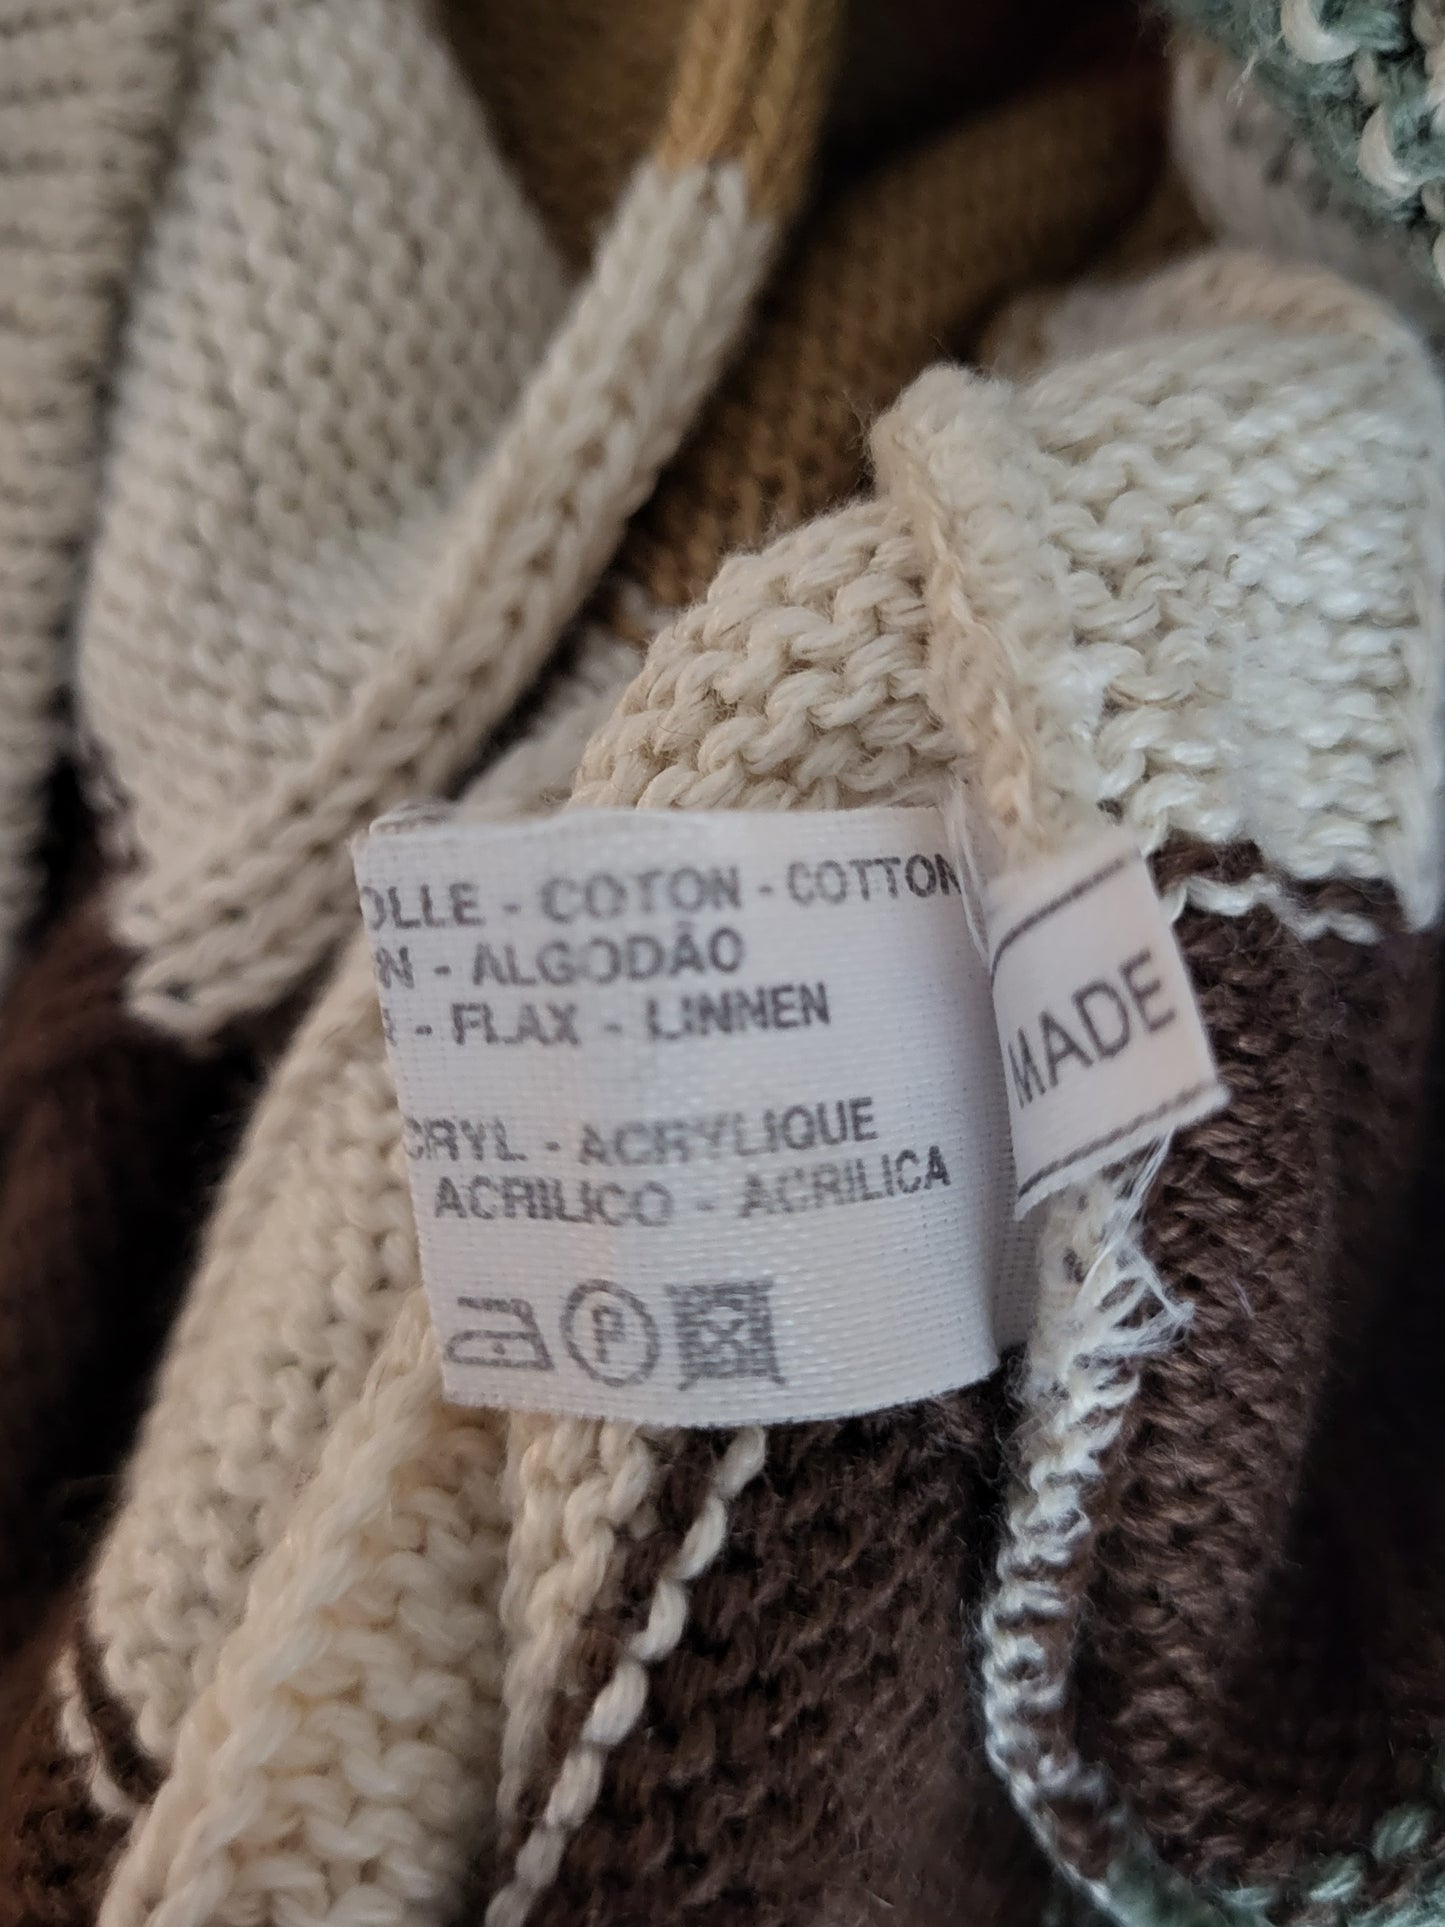 OLLE - COTON - COTTON
N - ALGODÃO
- FLAX - LINNEN
CRYL - ACRYLIQUE
ACRILICO - ACRILICA
P
MADE